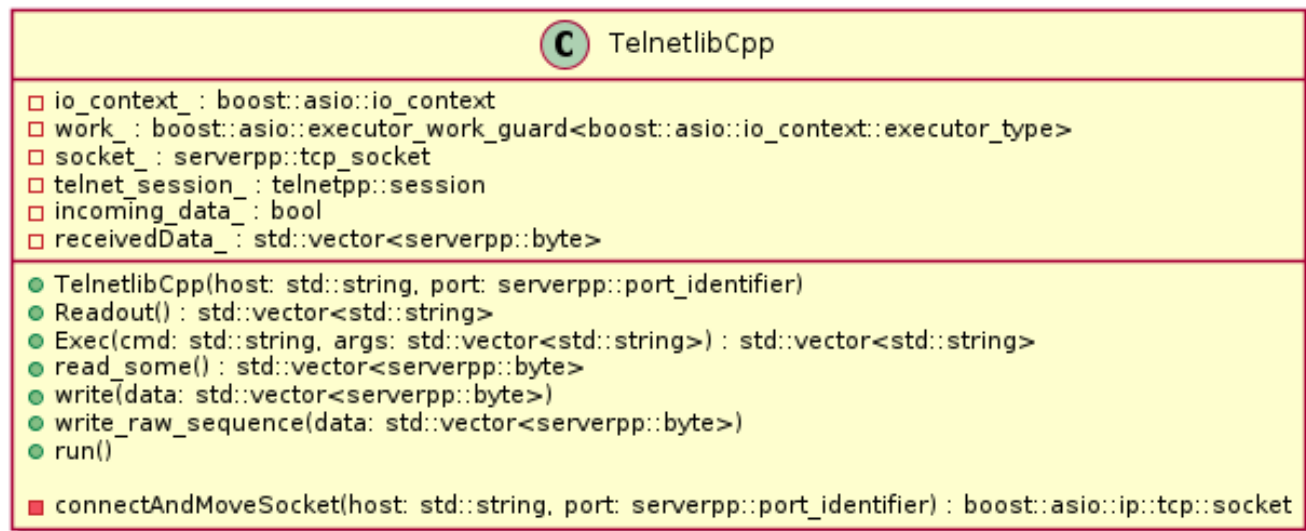 C TelnetlibCpp
io_context_ : boost::asio::io_context
work_ : boost::asio::executor_work_guard<boost::asio::io_context::executor_type>
socket_ : serverpp::tcp_socket
telnet_session_ : telnetpp::session
incoming_data_ : bool
receivedData_ : std::vector<serverpp::byte>
TelnetlibCpp(host: std::string, port: serverpp::port_identifier)
Readout() : std::vector<std::string>
Exec(cmd: std::string, args: std::vector<std::string>) : std::vector<std::string>
read_some() : std::vector<serverpp::byte>
write(data: std::vector<serverpp::byte>)
write_raw_sequence(data: std::vector<serverpp::byte>)
run()
connectAndMoveSocket(host: std::string, port: serverpp::port_identifier) : boost::asio::ip::tcp::socket